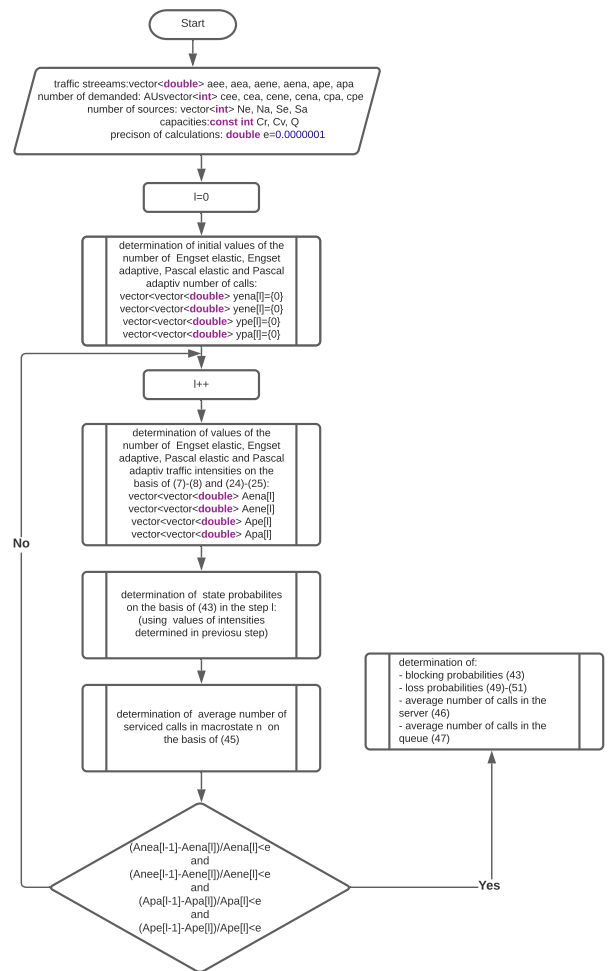 Start
traffic streeams:vector<double> aee, aea, aene, aena, ape, apa
number of demanded: AUsvector<int> cee, cea, cene, cena, cpa, cpe
number of sources: vector<int> Ne, Na, Se, Sa
capacities:const int Cr, Cv, Q
precison of calculations: double e=0.0000001
l=0
determination of initial values of the
number of Engset elastic, Engset
adaptive, Pascal elastic and Pascal
adaptiv number of calls:
vector<vector<double> yena[l]={0}
vector<vector<double> yene[l]={0}
vector<vector<double> ype[l]={0}
vector<vector<double> ypa[l]={0}
l++
determination of values of the
number of Engset elastic, Engset
adaptive, Pascal elastic and Pascal
adaptiv traffic intensities on the
basis of (7)-(8) and (24)-(25):
vector<vector<double> Aena[l]
vector<vector<double> Aene[l]
vector<vector<double> Ape[l]
vector<vector<double> Apa[l]
No
determination of state probabilites
on the basis of (43) in the step l:
(using values of intensities
determined in previosu step)
determination of average number of
serviced calls in macrostate n on
the basis of (45)
determination of:
- blocking probabilities (43)
- loss probabilities (49)-(51)
- average number of calls in the
server (46)
- average number of calls in the
queue (47)
(Anea[l-1]-Aena[l])/Aena[l]<e
and
(Anee[l-1]-Aene[l])/Aene[l]<e
and
(Apa[l-1]-Apa[l])/Apa[l]<e
and
(Ape[l-1]-Ape[l])/Ape[l]<e
Yes